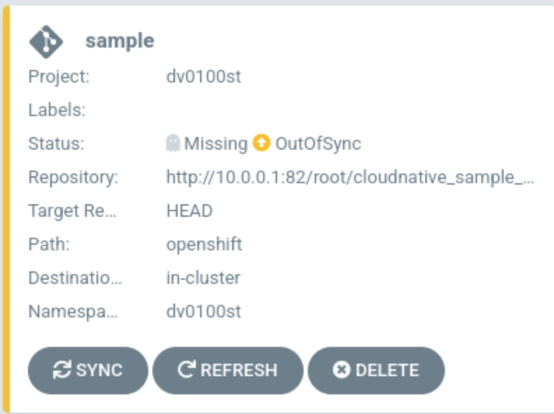 sample
Project: dv0100st
Labels:
Status: Missing OutOfSync
Repository: http://10.0.0.1:82/root/cloudnative_sample_...
Target Re... HEAD
Path: openshift
Destinatio... in-cluster
Namespa... dv0100st
SYNC REFRESH DELETE